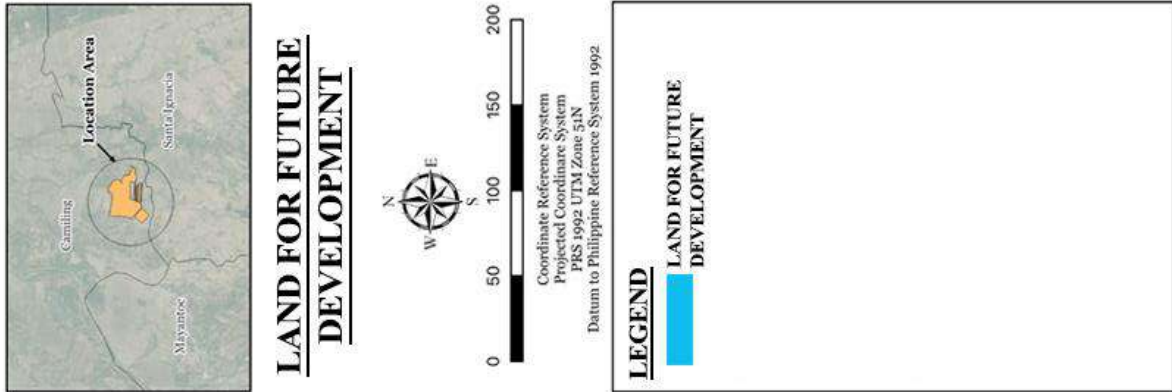 Camiling
Location Area
Santa Ignacia
Mayantoc
LAND FOR FUTURE
DEVELOPMENT
N
W
E
S
0 50 100 150 200
Coordinate Reference System
Projected Coordinare System
PRS 1992 UTM Zone 51N
Datum to Philippine Reference System 1992
LEGEND
LAND FOR FUTURE
DEVELOPMENT